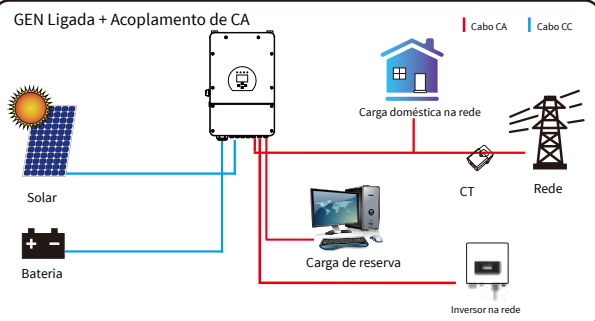 GEN Ligada + Acoplamento de CA
Cabo CA
Cabo CC
Carga doméstica na rede
Solar
CT
Rede
Bateria
Carga de reserva
Inversor na rede